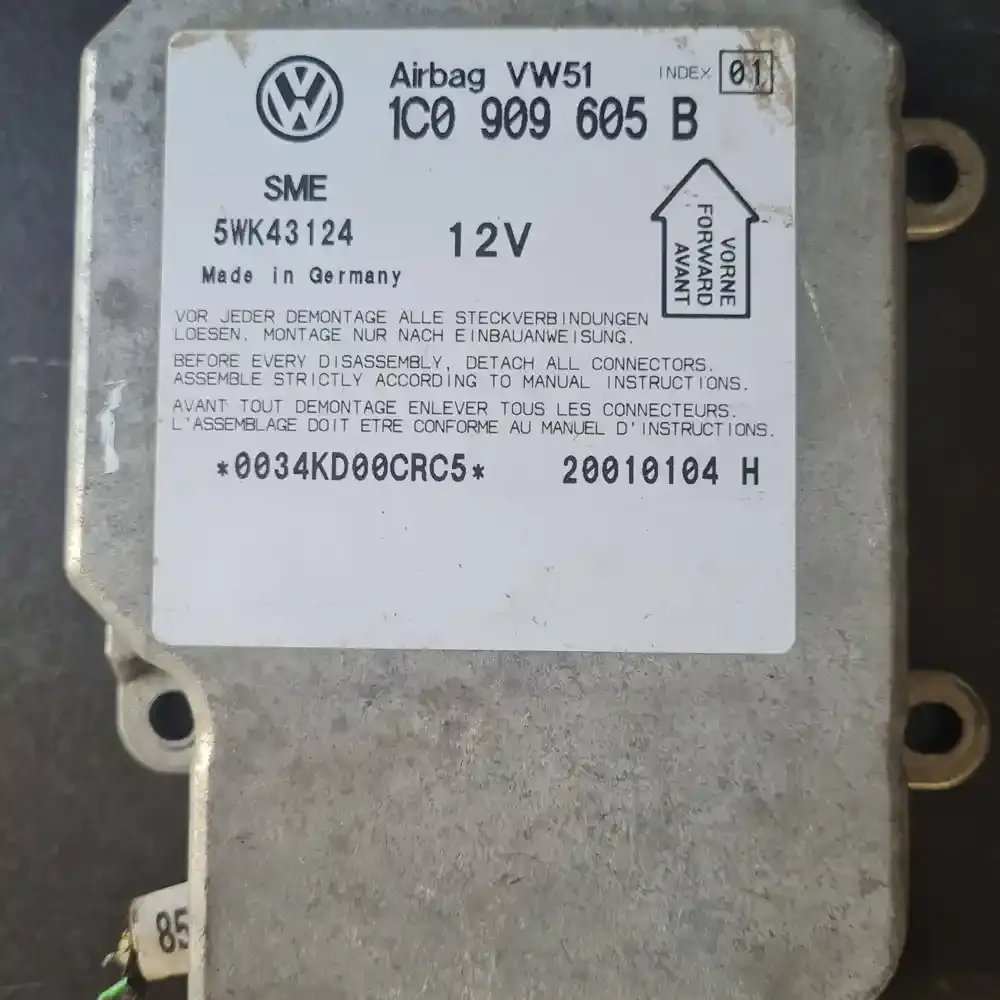 Airbag VW51
INDEX 01
1C0 909 605 B
SME
5WK43124
12V
Made in Germany
VORNE
FORWARD
AVANT
VOR JEDER DEMONTAGE ALLE STECKVERBINDUNGEN
LOESEN. MONTAGE NUR NACH EINBAUANWEISUNG.
BEFORE EVERY DISASSEMBLY, DETACH ALL CONNECTORS.
ASSEMBLE STRICTLY ACCORDING TO MANUAL INSTRUCTIONS.
AVANT TOUT DEMONTAGE ENLEVER TOUS LES CONNECTEURS.
L'ASSEMBLAGE DOIT ETRE CONFORME AU MANUEL D'INSTRUCTIONS.
*0034KD00CRC5* 20010104 H
85